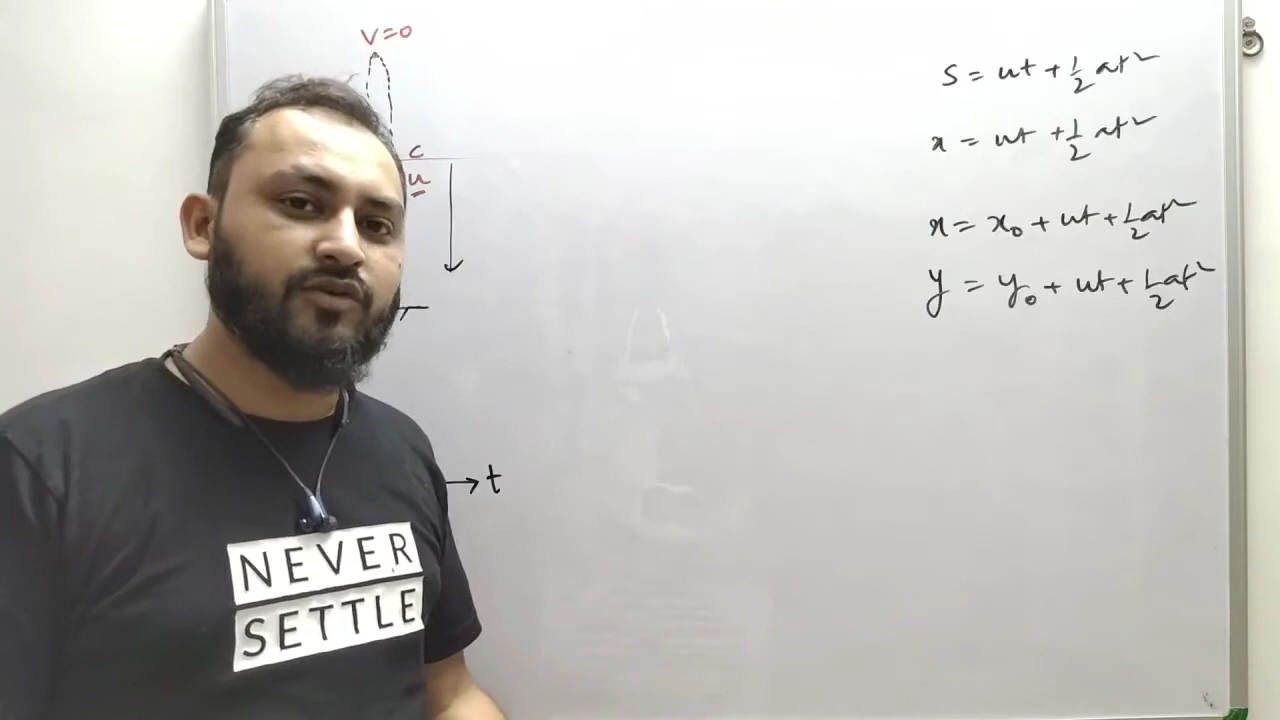 V=0
S = ut + 1/2 at²
x = ut + 1/2 at²
C
u
x = x₀ + ut + 1/2 at²
y = y₀ + ut + 1/2 at²
t
NEVER
SETTLE